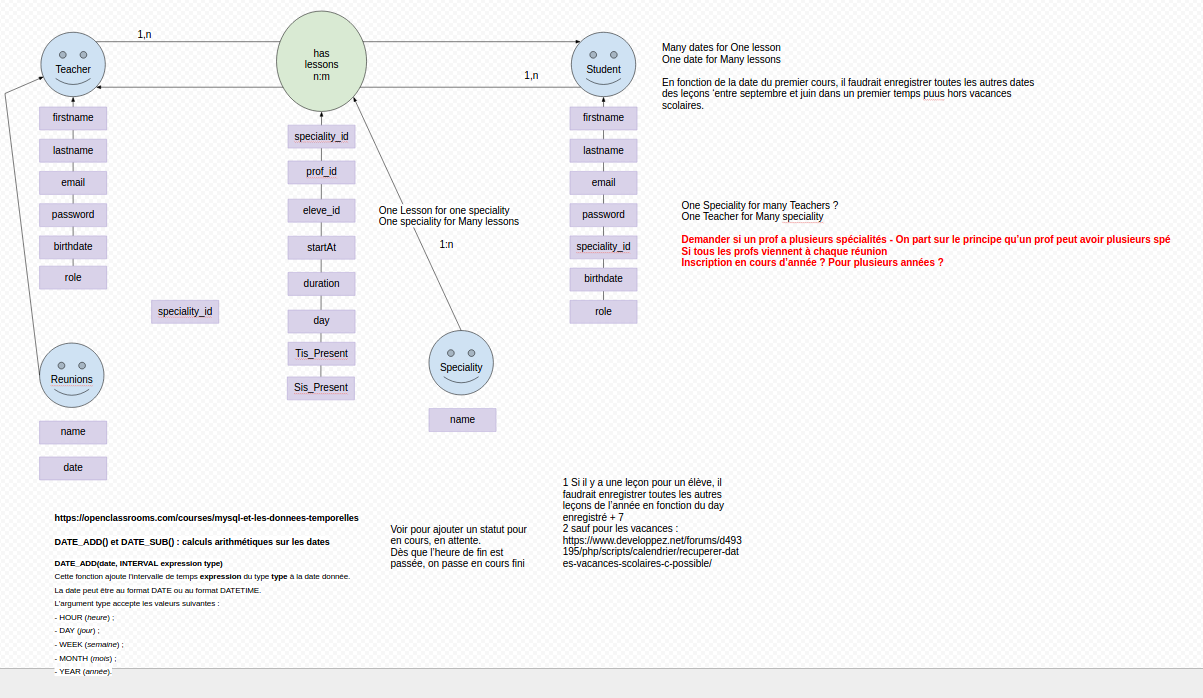 1,n
has
lessons
n:m
Teacher
Student
1,n
Many dates for One lesson
One date for Many lessons
En fonction de la date du premier cours, il faudrait enregistrer toutes les autres dates
des leçons 'entre septembre et juin dans un premier temps puus hors vacances
scolaires.
firstname
lastname
email
password
birthdate
role
speciality_id
prof_id
eleve_id
startAt
duration
day
Tis_Present
Sis_Present
firstname
lastname
email
password
speciality_id
birthdate
role
One Lesson for one speciality
One speciality for Many lessons
1:n
One Speciality for many Teachers ?
One Teacher for Many speciality
Demander si un prof a plusieurs spécialités - On part sur le principe qu'un prof peut avoir plusieurs spé
Si tous les profs viennent à chaque réunion
Inscription en cours d'année ? Pour plusieurs années ?
speciality_id
Reunions
name
date
Speciality
name
https://openclassrooms.com/courses/mysql-et-les-donnees-temporelles
DATE_ADD() et DATE_SUB() : calculs arithmétiques sur les dates
DATE_ADD(date, INTERVAL expression type)
Cette fonction ajoute l'intervalle de temps expression du type type à la date donnée.
La date peut être au format DATE ou au format DATETIME.
L'argument type accepte les valeurs suivantes :
- HOUR (heure) ;
- DAY (jour) ;
- WEEK (semaine) ;
- MONTH (mois) ;
- YEAR (année).
Voir pour ajouter un statut pour
en cours, en attente.
Dès que l'heure de fin est
passée, on passe en cours fini
1 Si il y a une leçon pour un élève, il
faudrait enregistrer toutes les autres
leçons de l'année en fonction du day
enregistré + 7
2 sauf pour les vacances :
https://www.developpez.net/forums/d493
195/php/scripts/calendrier/recuperer-dat
es-vacances-scolaires-c-possible/